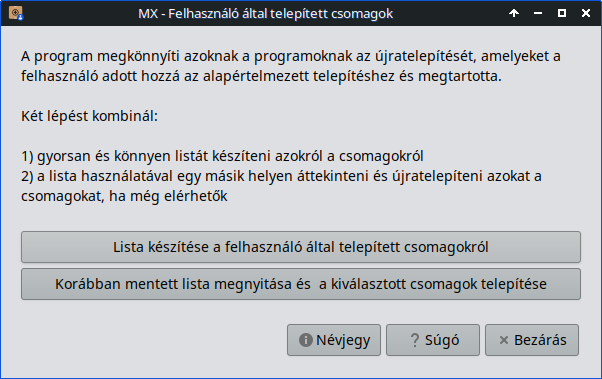 MX - Felhasználó által telepített csomagok
A program megkönnyíti azoknak a programoknak az újratelepítését, amelyeket a
felhasználó adott hozzá az alapértelmezett telepítéshez és megtartotta.
Két lépést kombinál:
1) gyorsan és könnyen listát készíteni azokról a csomagokról
2) a lista használatával egy másik helyen áttekinteni és újratelepíteni azokat a
csomagokat, ha még elérhetők
Lista készítése a felhasználó által telepített csomagokról
Korábban mentett lista megnyitása és  a kiválasztott csomagok telepítése
Névjegy
Súgó
Bezárás